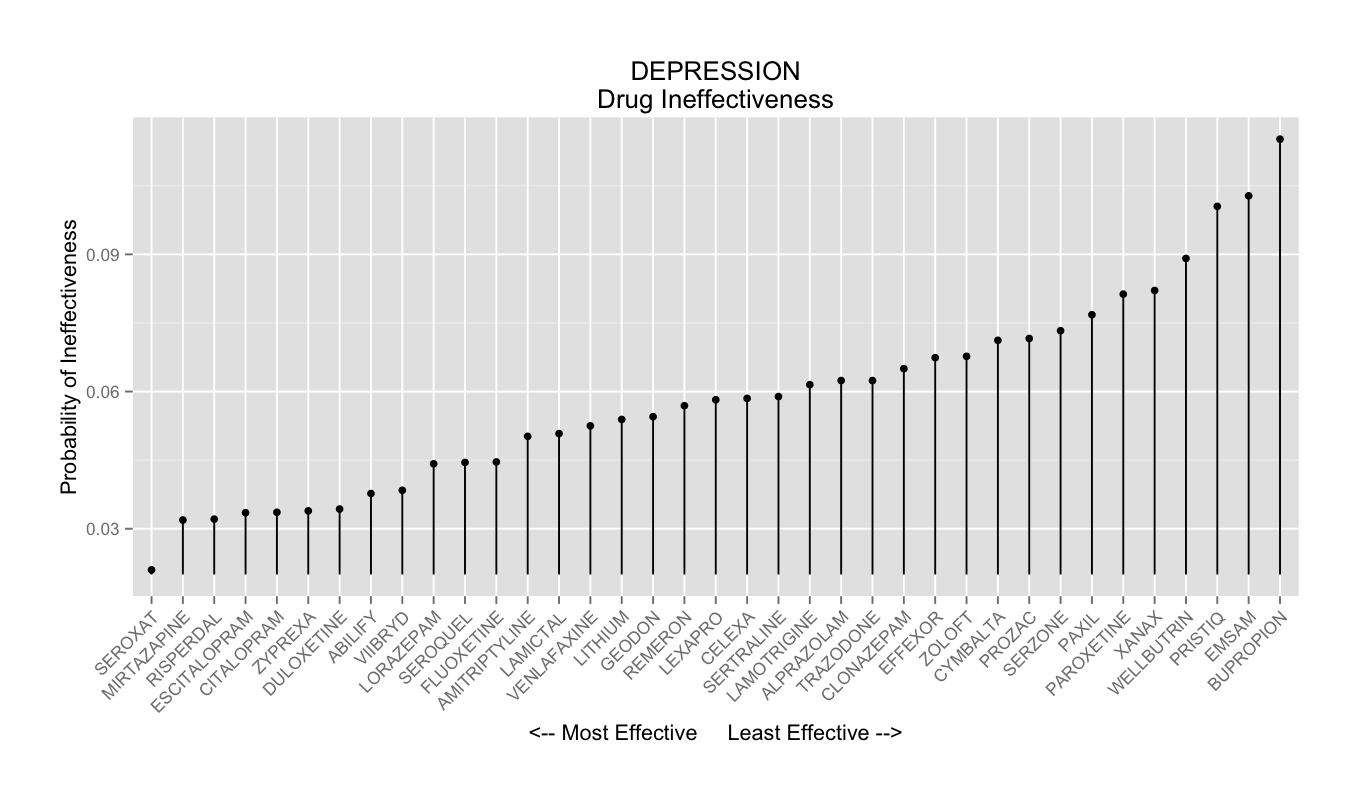 DEPRESSION
Drug Ineffectiveness
Probability of Ineffectiveness
0.09
0.06
0.03
SEROXAT
MIRTAZAPINE
RISPERDAL
ESCITALOPRAM
CITALOPRAM
ZYPREXA
DULOXETINE
ABILIFY
VIIBRYD
LORAZEPAM
SEROQUEL
FLUOXETINE
AMITRIPTYLINE
LAMICTAL
VENLAFAXINE
LITHIUM
GEODON
REMERON
LEXAPRO
CELEXA
SERTRALINE
LAMOTRIGINE
ALPRAZOLAM
TRAZODONE
CLONAZEPAM
EFFEXOR
ZOLOFT
CYMBALTA
PROZAC
SERZONE
PAXIL
PAROXETINE
XANAX
WELLBUTRIN
PRISTIQ
EMSAM
BUPROPION
<-- Most Effective Least Effective -->